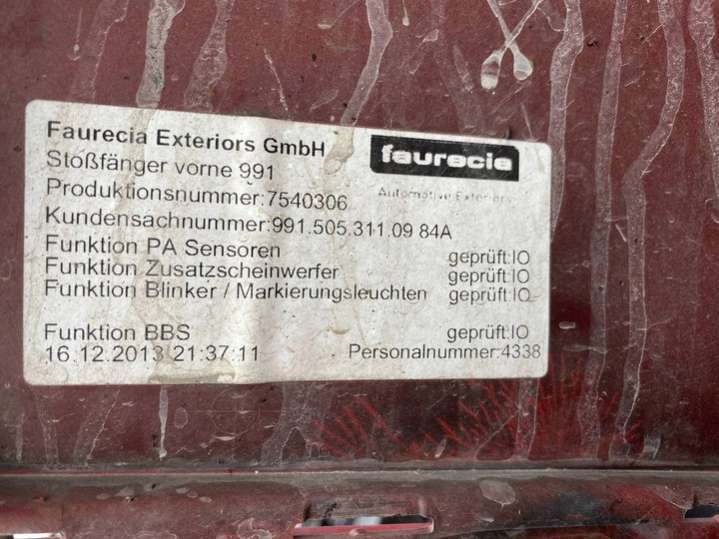 Faurecia Exteriors GmbH
faurecia
Stoßfänger vorne 991
Automotive Exteriors
Produktionsnummer:7540306
Kundensachnummer:991.505.311.09 84A
Funktion PA Sensoren geprüft:IO
Funktion Zusatzscheinwerfer geprüft:IO
Funktion Blinker / Markierungsleuchten geprüft:IO
Funktion BBS geprüft:IO
16.12.2013 21:37:11 Personalnummer:4338